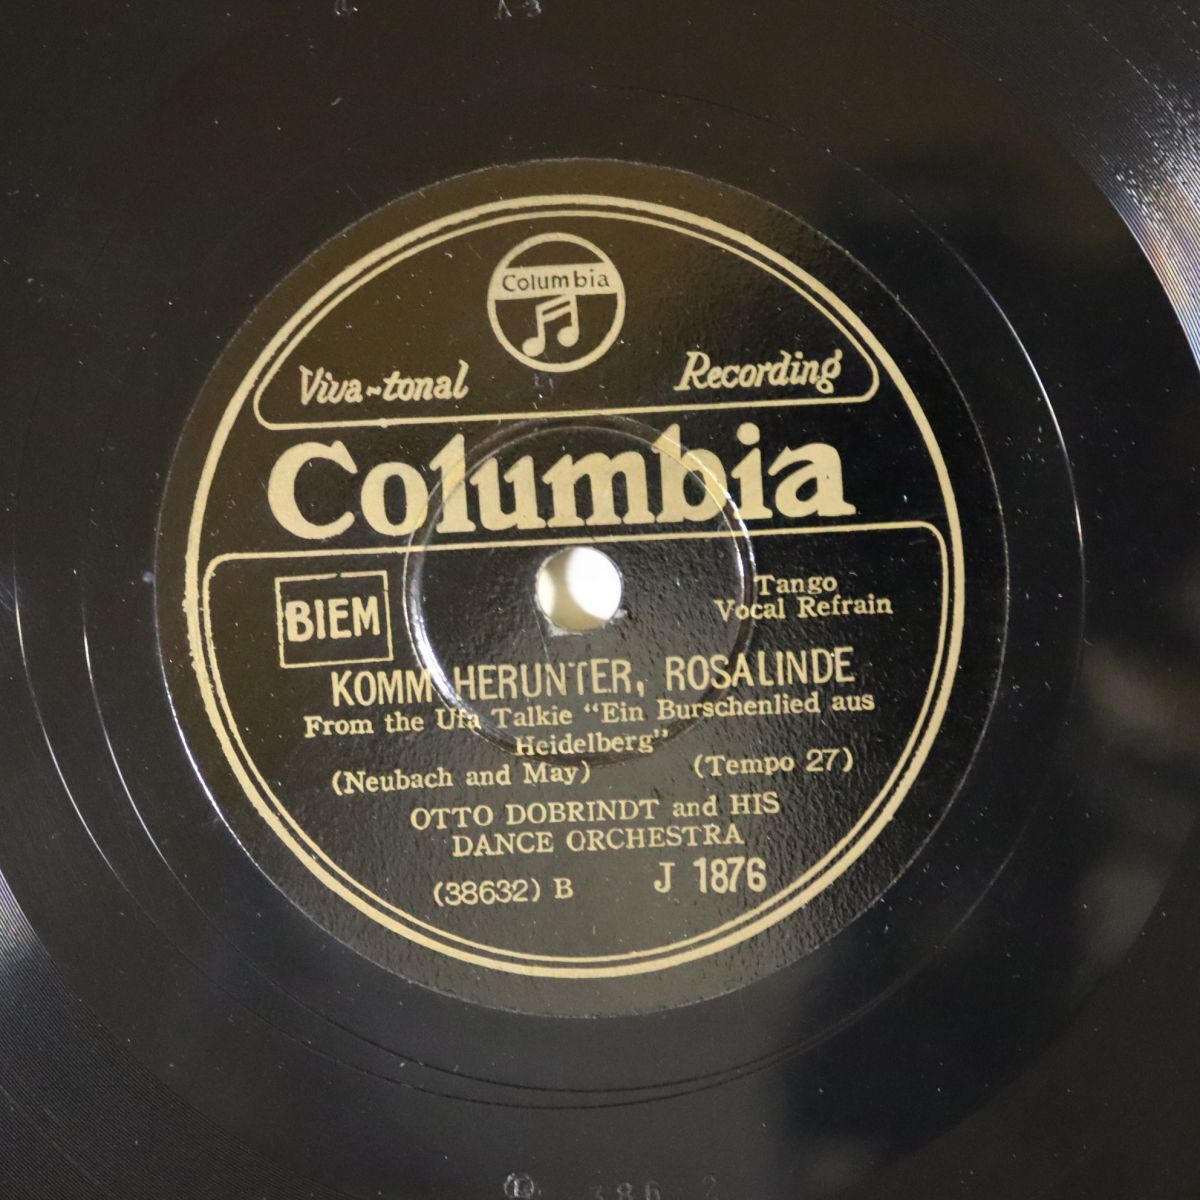 Columbia
Viva-tonal Recording
Columbia
BIEM
Tango
Vocal Refrain
KOMM HERUNTER, ROSALINDE
From the Ufa Talkie "Ein Burschenlied aus
Heidelberg"
(Neubach and May) (Tempo 27)
OTTO DOBRINDT and HIS
DANCE ORCHESTRA
(38632) B J 1876